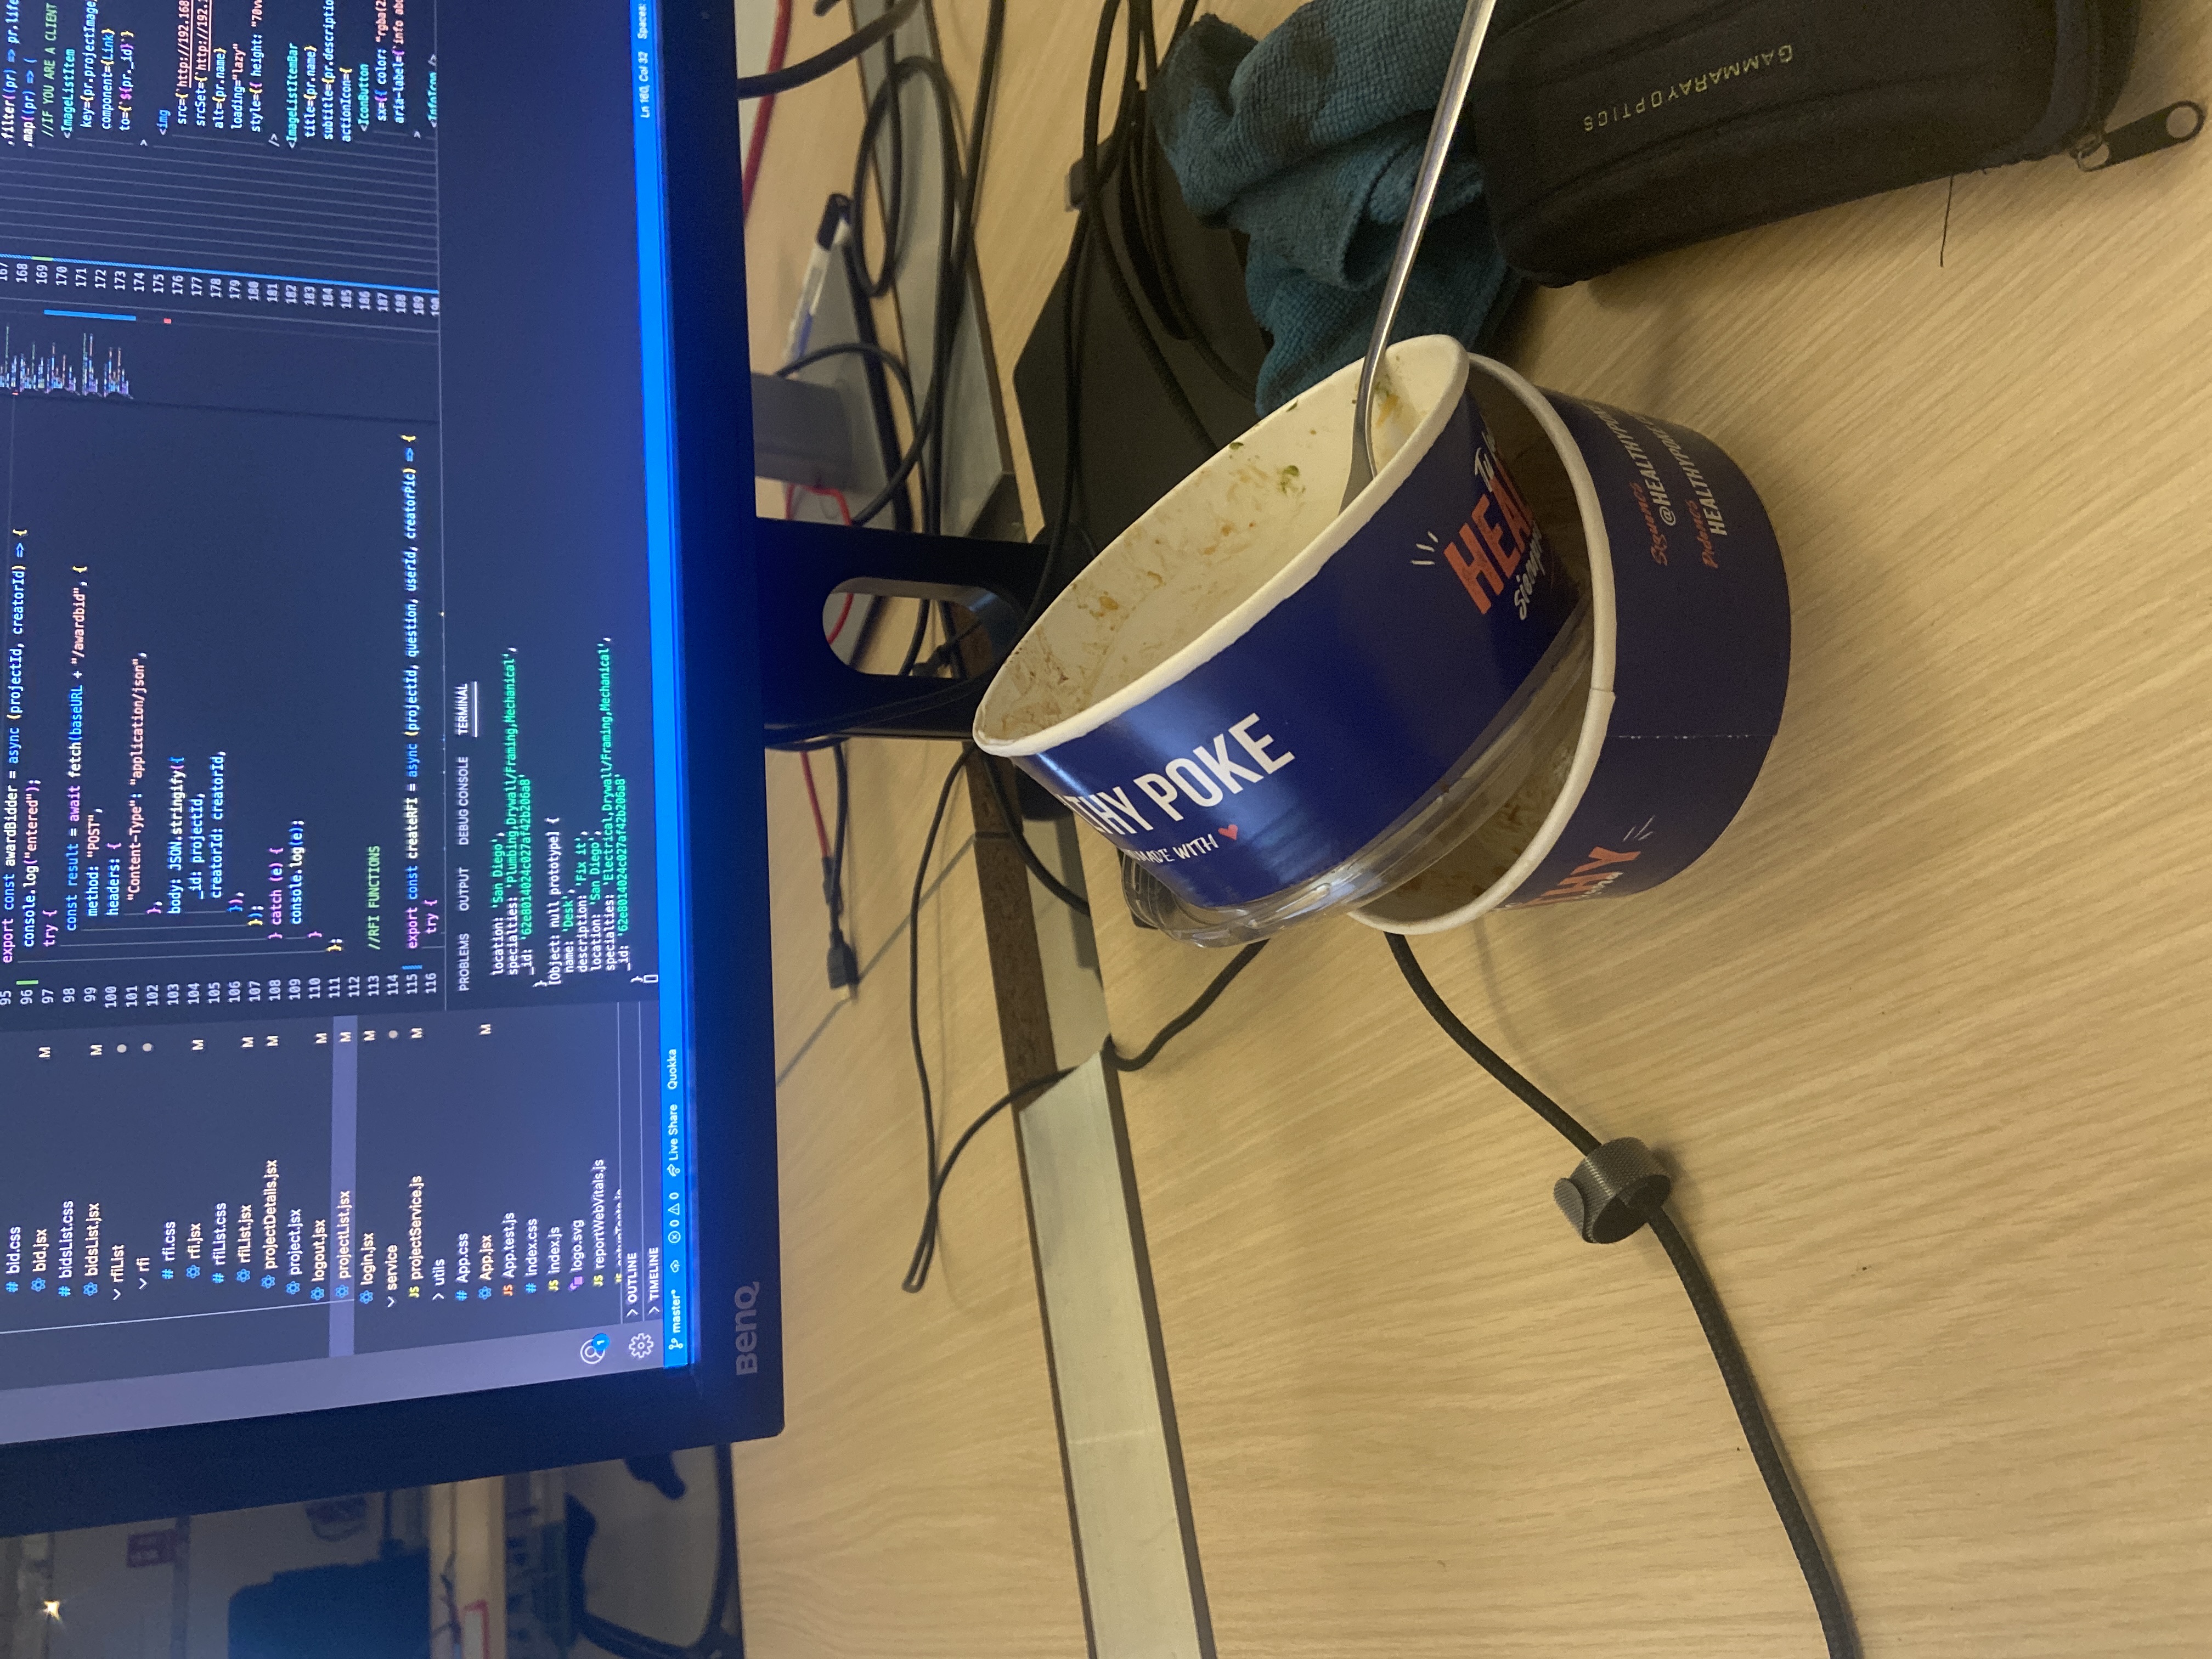 bid.css
bid.jsx M
bidsList.css
bidsList.jsx M
rfiList
rfi
rfi.css
rfi.jsx M
rfiList.css
rfiList.jsx M
projectDetails.jsx M
project.jsx
logout.jsx M
projectList.jsx M
login.jsx M
service
JS projectService.js M
utils
App.css
App.jsx M
JS App.test.js
index.css
JS index.js
logo.svg
JS reportWebVitals.js
OUTLINE
TIMELINE
95 export const awardBidder = async (projectId, creatorId) => {
96 console.log("entered");
97 try {
98 const result = await fetch(baseURL + "/awardbid", {
99 method: "POST",
100 headers: {
101 "Content-Type": "application/json",
102 },
103 body: JSON.stringify({
104 _id: projectId,
105 creatorId: creatorId,
106 }),
107 });
108 } catch (e) {
109 console.log(e);
110 }
111 };
112
113 //RFI FUNCTIONS
114
115 export const createRFI = async (projectId, question, userId, creatorPic) => {
116 try {
167 .filter((pr) => pr.life
168 .map((pr) => (
169 //IF YOU ARE A CLIENT
170 <ImageListItem
171 key={pr.projectImage
172 component={Link}
173 to={`${pr._id}`}
174 >
175 <img
176 src={`http://192.168
177 srcSet={`http://192.
178 alt={pr.name}
179 loading="lazy"
180 style={{ height: "70vw
181 />
182 <ImageListItemBar
183 title={pr.name}
184 subtitle={pr.descriptio
185 actionIcon={
186 <IconButton
187 sx={{ color: "rgba(2
188 aria-label={`info abo
189 >
190 <InfoIcon />
PROBLEMS OUTPUT DEBUG CONSOLE TERMINAL
location: 'San Diego',
specialties: 'Plumbing,Drywall/Framing,Mechanical',
_id: '62e8014024c027af42b206a8'
}
[Object: null prototype] {
name: 'Desk',
description: 'Fix it',
location: 'San Diego',
specialties: 'Electrical,Drywall/Framing,Mechanical',
_id: '62e8014024c027af42b206a8'
}
master* 0 0 Live Share Quokka
Ln 160, Col 32 Spaces:
BenQ
THY POKE
MADE WITH
HEAL
Tu
siempre
THY
Síguenos
@HEALTHYPOKE
Pídenos
HEALTHYPOKE
GAMMARAY OPTICS